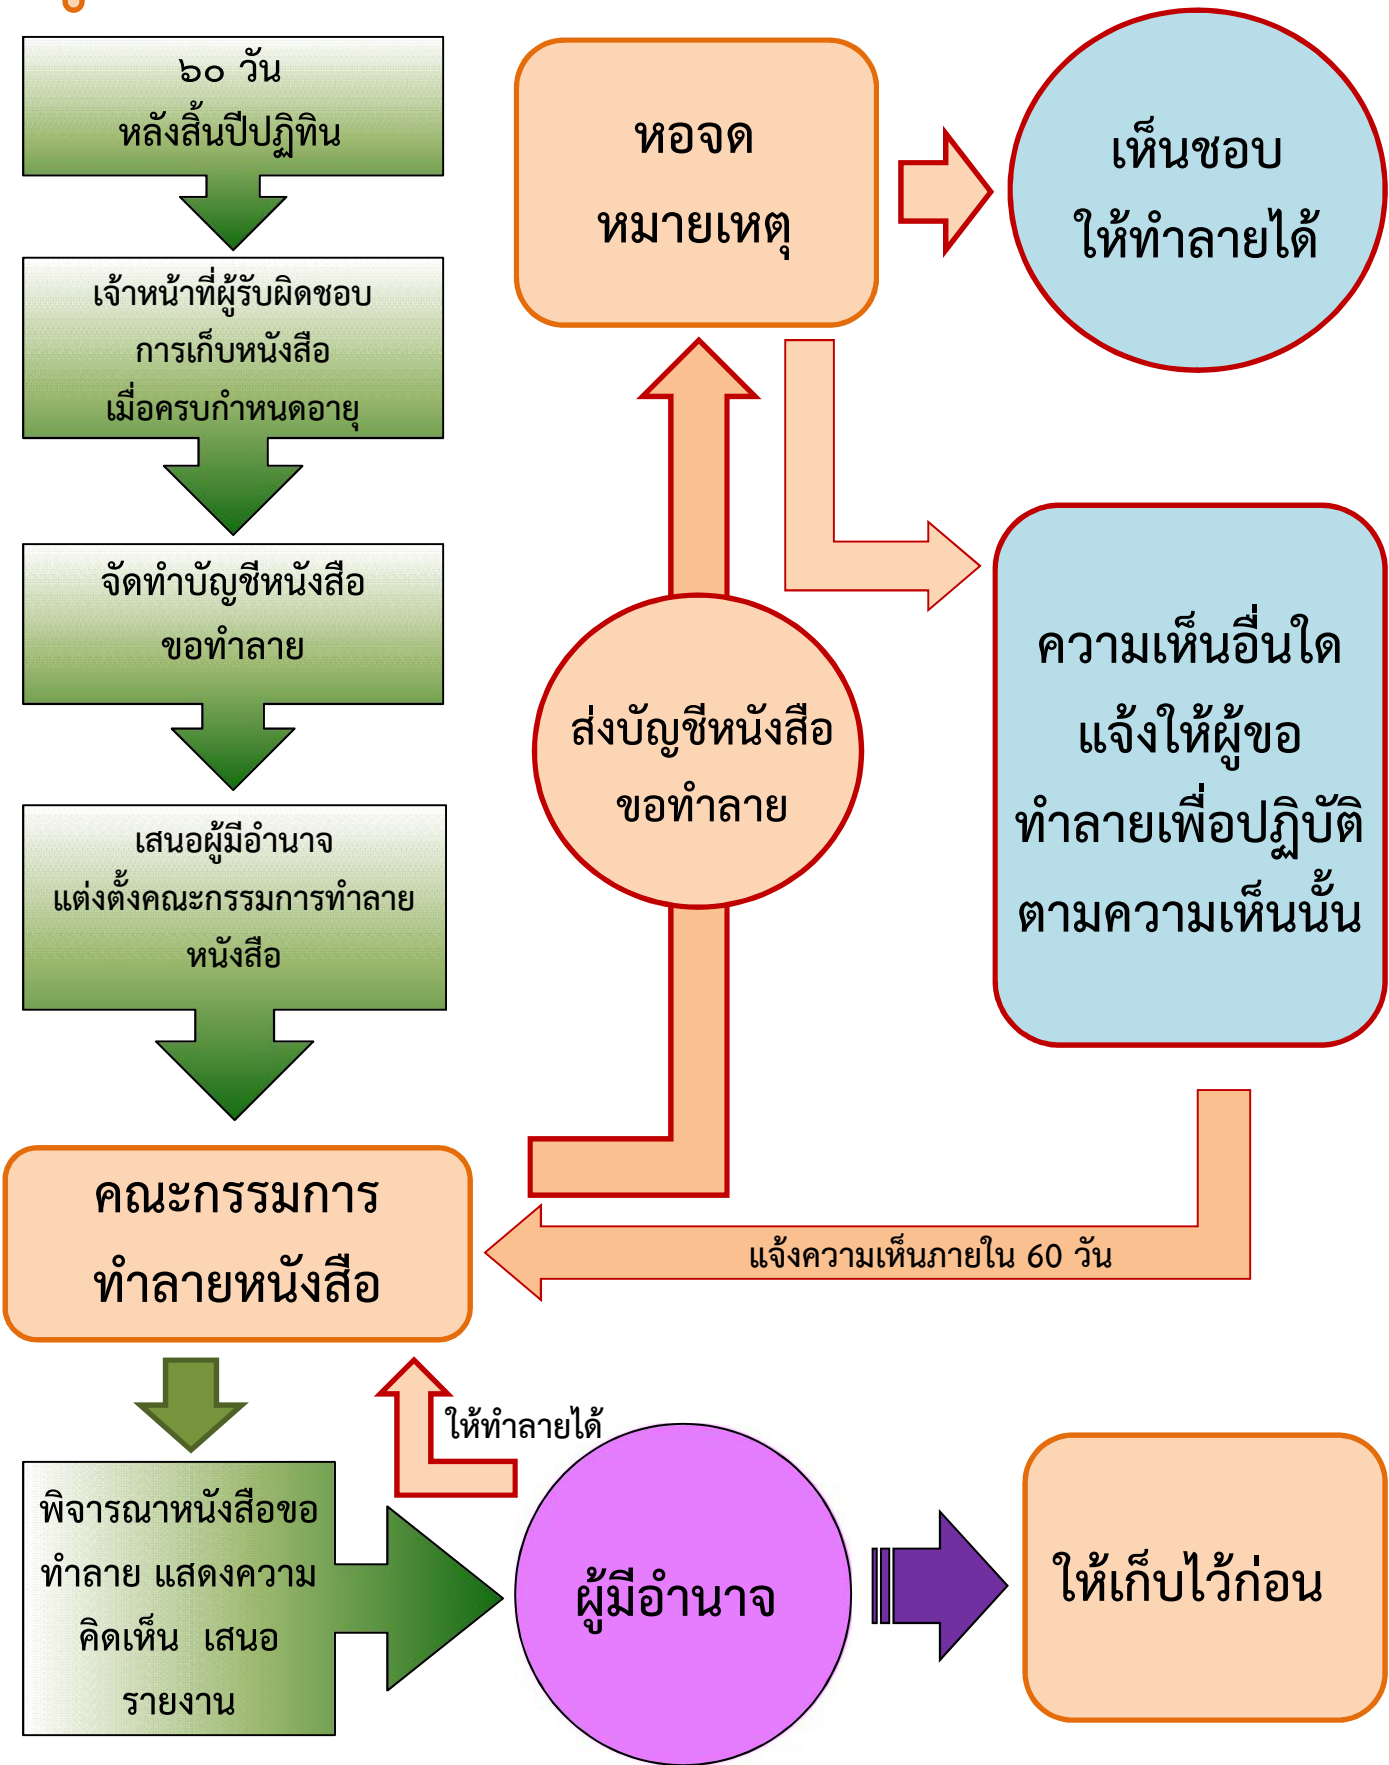 ๖๐ วัน
หลังสิ้นปีปฏิทิน
เจ้าหน้าที่ผู้รับผิดชอบ
การเก็บหนังสือ
เมื่อครบกำหนดอายุ
จัดทำบัญชีหนังสือ
ขอทำลาย
เสนอผู้มีอำนาจ
แต่งตั้งคณะกรรมการทำลาย
หนังสือ
คณะกรรมการ
ทำลายหนังสือ
พิจารณาหนังสือขอ
ทำลาย แสดงความ
คิดเห็น เสนอ
รายงาน
หอจด
หมายเหตุ
เห็นชอบ
ให้ทำลายได้
ส่งบัญชีหนังสือ
ขอทำลาย
ความเห็นอื่นใด
แจ้งให้ผู้ขอ
ทำลายเพื่อปฏิบัติ
ตามความเห็นนั้น
แจ้งความเห็นภายใน 60 วัน
ให้ทำลายได้
ผู้มีอำนาจ
ให้เก็บไว้ก่อน